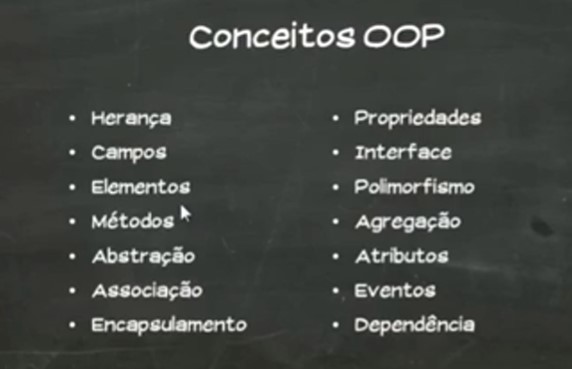 Conceitos OOP
• Herança
• Campos
• Elementos
• Métodos
• Abstração
• Associação
• Encapsulamento
• Propriedades
• Interface
• Polimorfismo
• Agregação
• Atributos
• Eventos
• Dependência